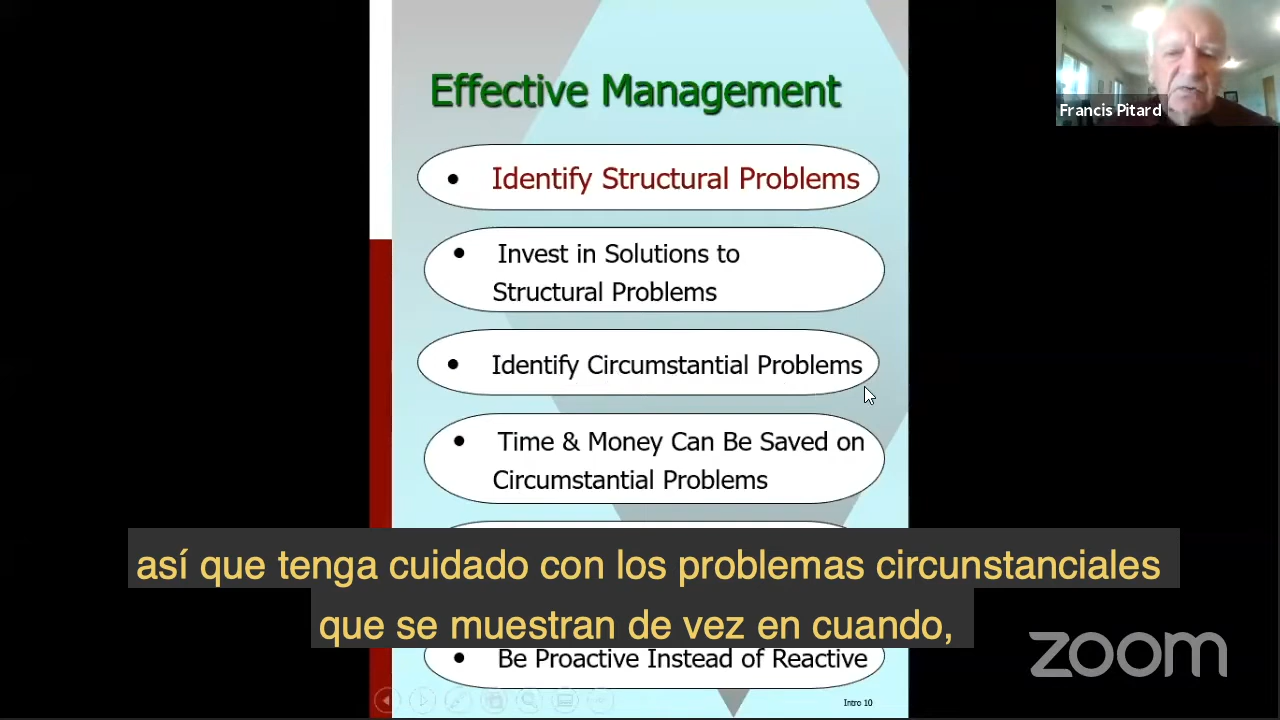 Effective Management
Francis Pitard
• Identify Structural Problems
• Invest in Solutions to
Structural Problems
• Identify Circumstantial Problems
• Time & Money Can Be Saved on
Circumstantial Problems
así que tenga cuidado con los problemas circunstanciales
que se muestran de vez en cuando,
• Be Proactive Instead of Reactive
zoom
Intro 10